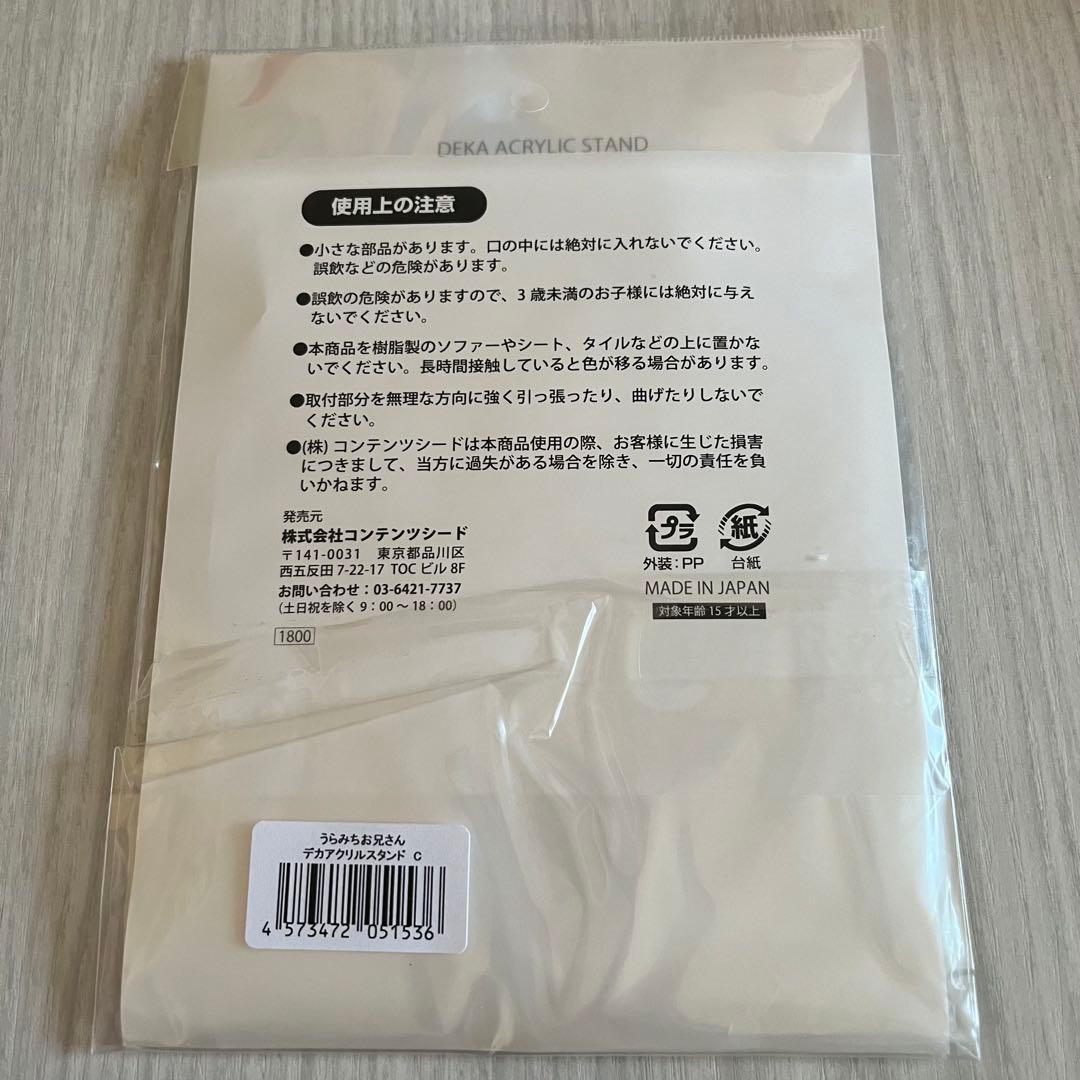 DEKA ACRYLIC STAND
使用上の注意
●小さな部品があります。口の中には絶対に入れないでください。
誤飲などの危険があります。
●誤飲の危険がありますので、3歳未満のお子様には絶対に与え
ないでください。
●本商品を樹脂製のソファーやシート、タイルなどの上に置かな
いでください。長時間接触していると色が移る場合があります。
●取付部分を無理な方向に強く引っ張ったり、曲げたりしないで
ください。
●(株)コンテンツシードは本商品使用の際、お客様に生じた損害
につきまして、当方に過失がある場合を除き、一切の責任を負
いかねます。
発売元
株式会社コンテンツシード
〒141-0031 東京都品川区
西五反田 7-22-17 TOC ビル 8F
お問い合わせ：03-6421-7737
(土日祝を除く 9：00〜18：00)
1800
プラ
外装：PP
紙
台紙
MADE IN JAPAN
対象年齢 15 才以上
うらみちお兄さん
デカアクリルスタンド C
4 573472 051536